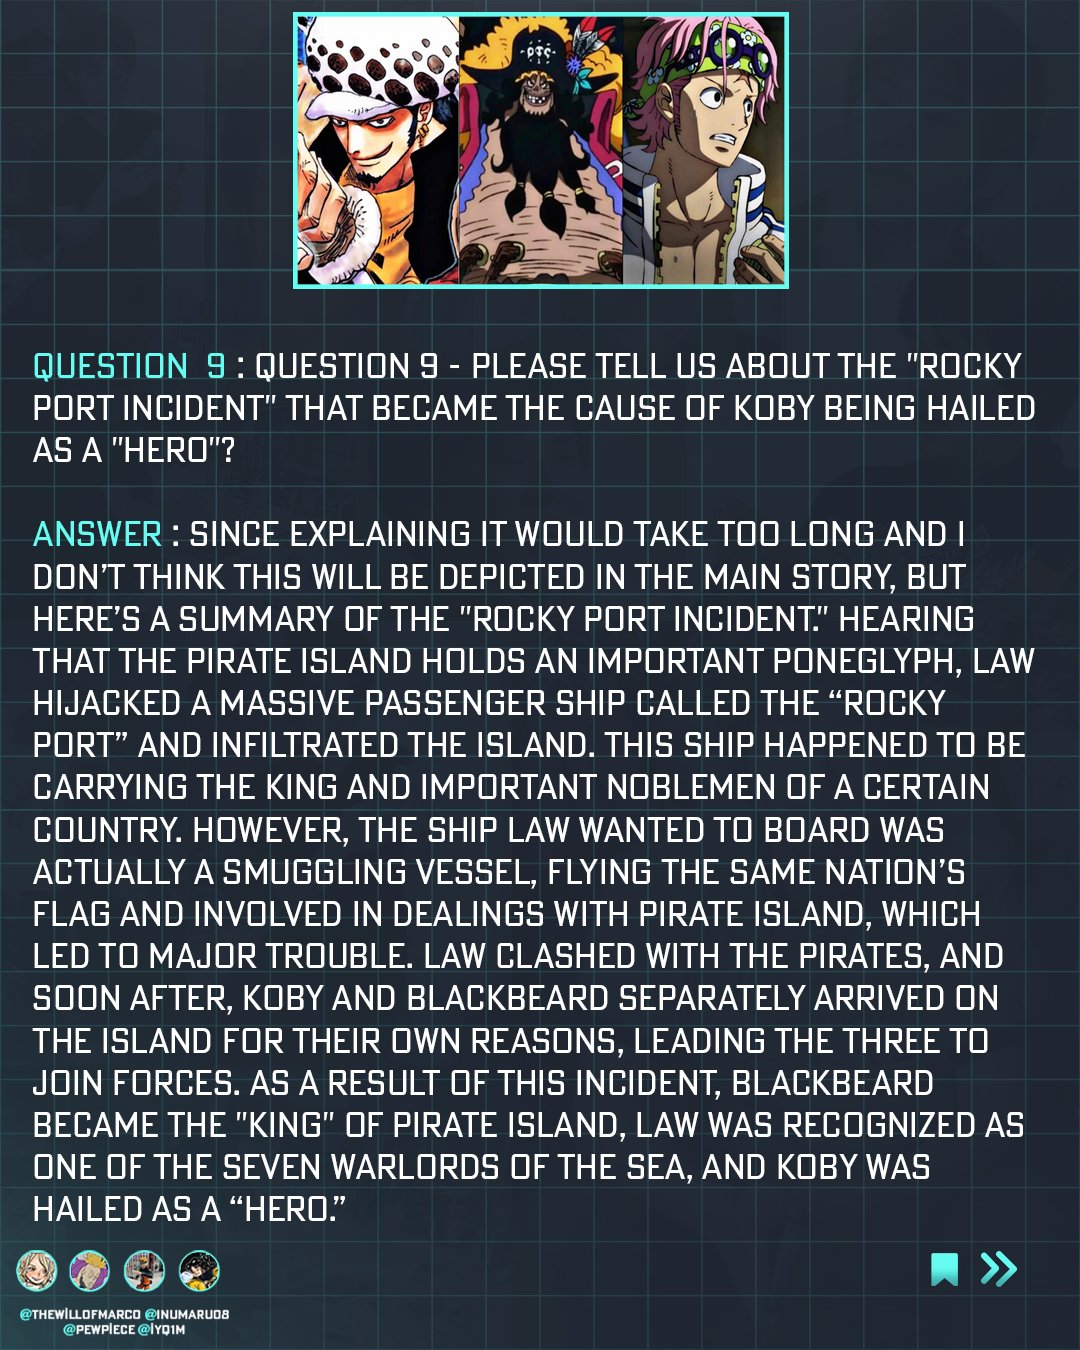 QUESTION 9 : QUESTION 9 - PLEASE TELL US ABOUT THE "ROCKY
PORT INCIDENT" THAT BECAME THE CAUSE OF KOBY BEING HAILED
AS A "HERO"?
ANSWER : SINCE EXPLAINING IT WOULD TAKE TOO LONG AND I
DON'T THINK THIS WILL BE DEPICTED IN THE MAIN STORY, BUT
HERE'S A SUMMARY OF THE "ROCKY PORT INCIDENT." HEARING
THAT THE PIRATE ISLAND HOLDS AN IMPORTANT PONEGLYPH, LAW
HIJACKED A MASSIVE PASSENGER SHIP CALLED THE “ROCKY
PORT” AND INFILTRATED THE ISLAND. THIS SHIP HAPPENED TO BE
CARRYING THE KING AND IMPORTANT NOBLEMEN OF A CERTAIN
COUNTRY. HOWEVER, THE SHIP LAW WANTED TO BOARD WAS
ACTUALLY A SMUGGLING VESSEL, FLYING THE SAME NATION'S
FLAG AND INVOLVED IN DEALINGS WITH PIRATE ISLAND, WHICH
LED TO MAJOR TROUBLE. LAW CLASHED WITH THE PIRATES, AND
SOON AFTER, KOBY AND BLACKBEARD SEPARATELY ARRIVED ON
THE ISLAND FOR THEIR OWN REASONS, LEADING THE THREE TO
JOIN FORCES. AS A RESULT OF THIS INCIDENT, BLACKBEARD
BECAME THE "KING" OF PIRATE ISLAND, LAW WAS RECOGNIZED AS
ONE OF THE SEVEN WARLORDS OF THE SEA, AND KOBY WAS
HAILED AS A “HERO.”
@THEWİLLOFMARCO @INUMARU08
@PEWPİECE @İYQ1M